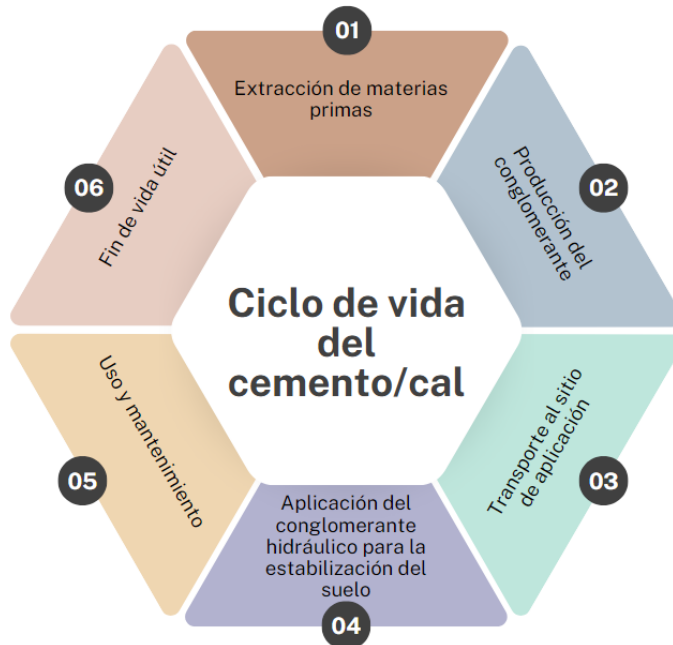 01
Extracción de materias
primas
02
Producción del
conglomerante
03
Transporte al sitio
de aplicación
04
Aplicación del
conglomerante
hidráulico para la
estabilización del
suelo
05
Uso y mantenimiento
06
Fin de vida útil
Ciclo de vida
del
cemento/cal